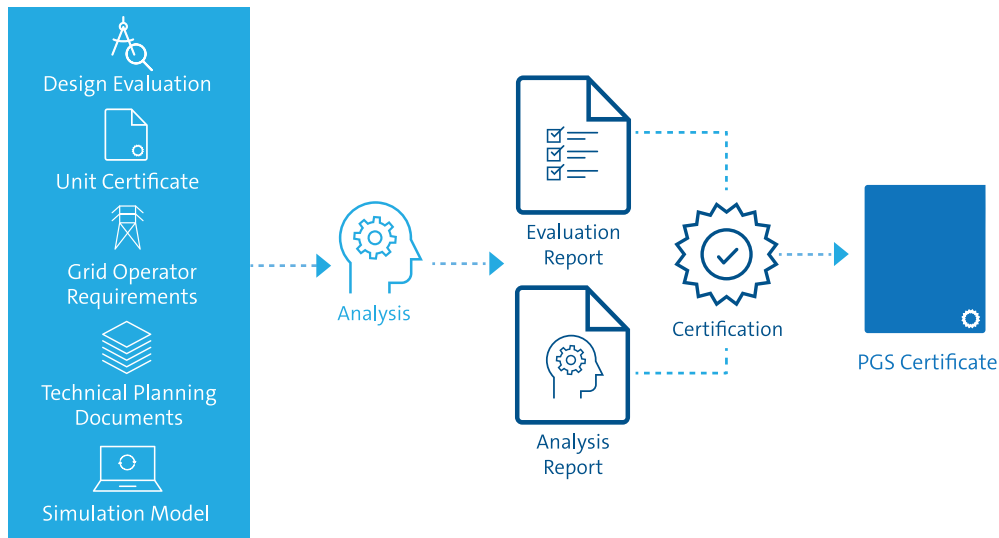 Design Evaluation
Unit Certificate
Grid Operator
Requirements
Technical Planning
Documents
Simulation Model
Analysis
Evaluation
Report
Analysis
Report
Certification
PGS Certificate